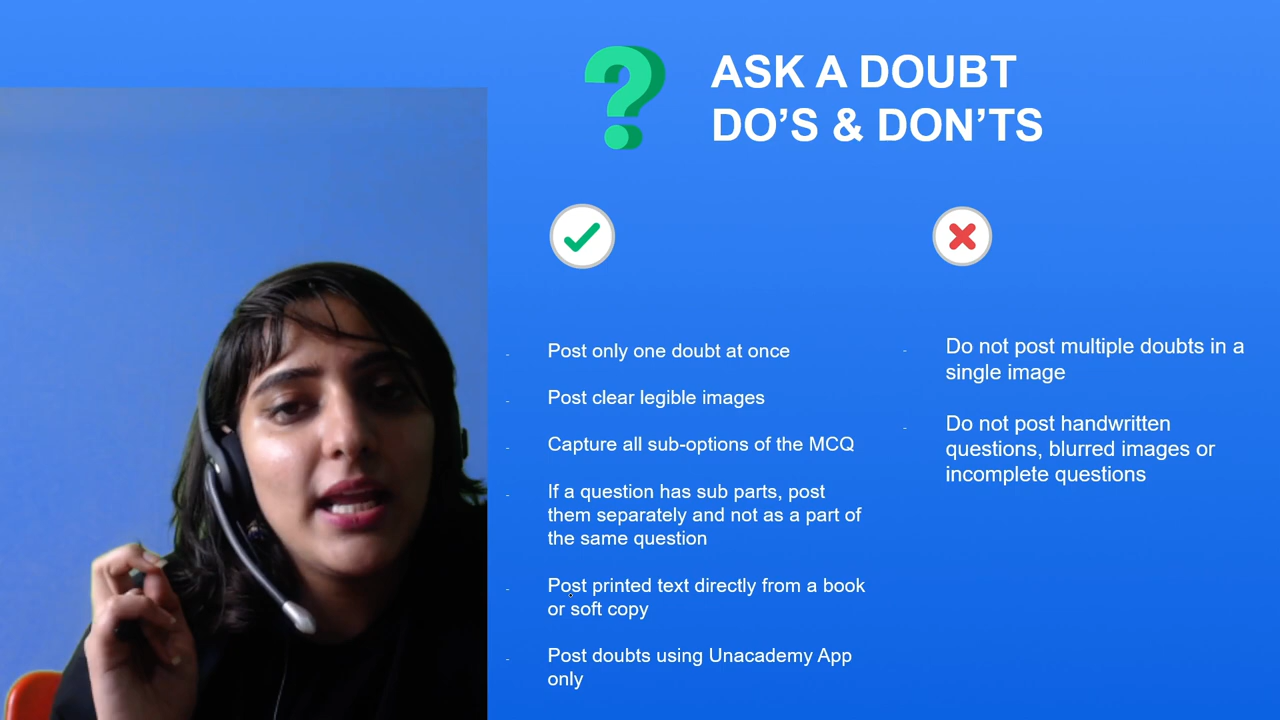 ASK A DOUBT
DO’S & DON’TS
- Post only one doubt at once
- Post clear legible images
- Capture all sub-options of the MCQ
- If a question has sub parts, post
them separately and not as a part of
the same question
- Post printed text directly from a book
or soft copy
- Post doubts using Unacademy App
only
- Do not post multiple doubts in a
single image
- Do not post handwritten
questions, blurred images or
incomplete questions